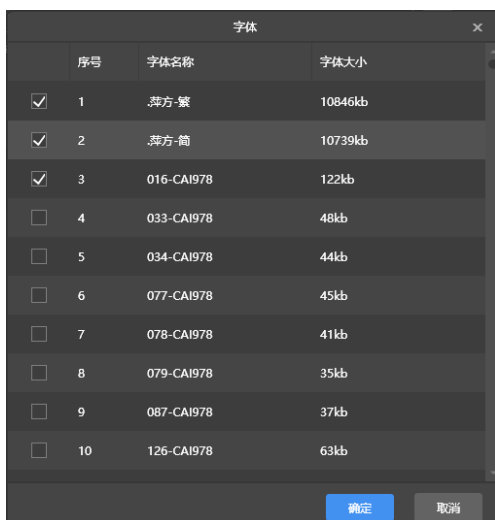 字体
序号 字体名称 字体大小
1 .萍方-繁 10846kb
2 .萍方-简 10739kb
3 016-CAI978 122kb
4 033-CAI978 48kb
5 034-CAI978 44kb
6 077-CAI978 45kb
7 078-CAI978 41kb
8 079-CAI978 35kb
9 087-CAI978 37kb
10 126-CAI978 63kb
确定 取消